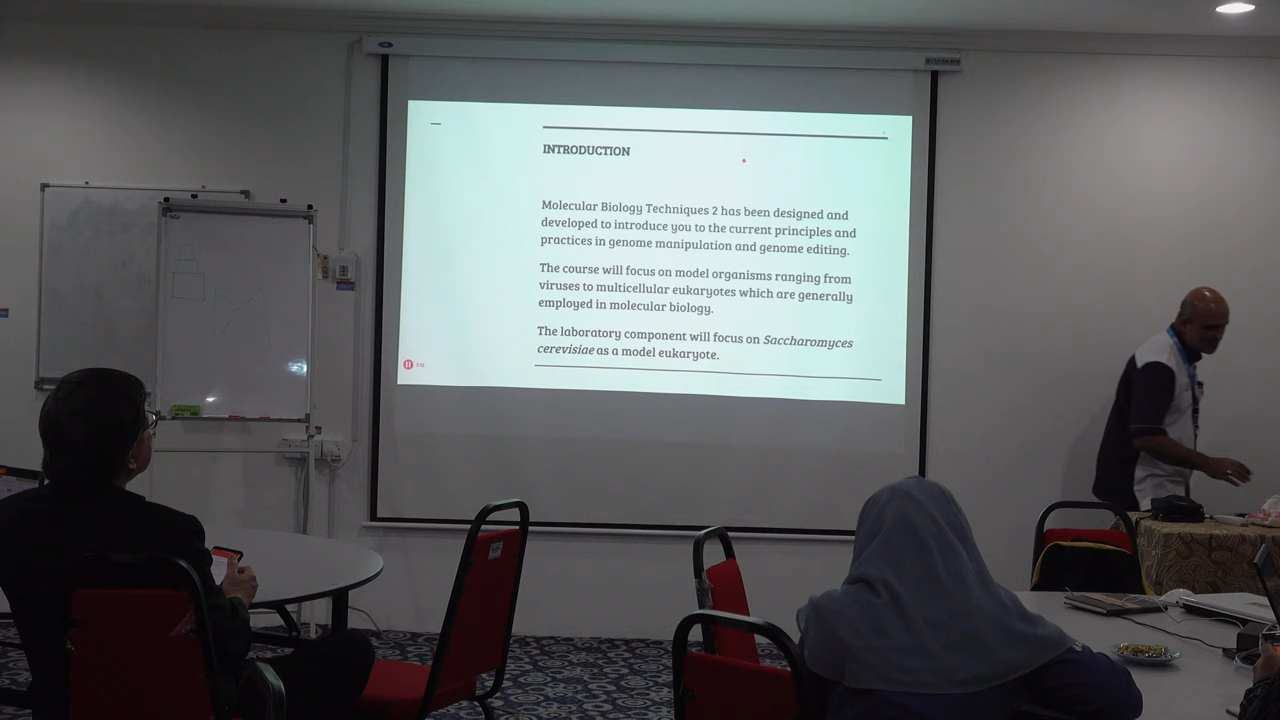 INTRODUCTION
Molecular Biology Techniques 2 has been designed and
developed to introduce you to the current principles and
practices in genome manipulation and genome editing.
The course will focus on model organisms ranging from
viruses to multicellular eukaryotes which are generally
employed in molecular biology.
The laboratory component will focus on Saccharomyces
cerevisiae as a model eukaryote.